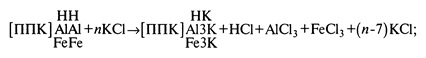 HH HK
[ППК]AlAl+nKCl→[ППК]Al3K+HCl+AlCl₃+FeCl₃+(n-7)KCl;
FeFe Fe3K